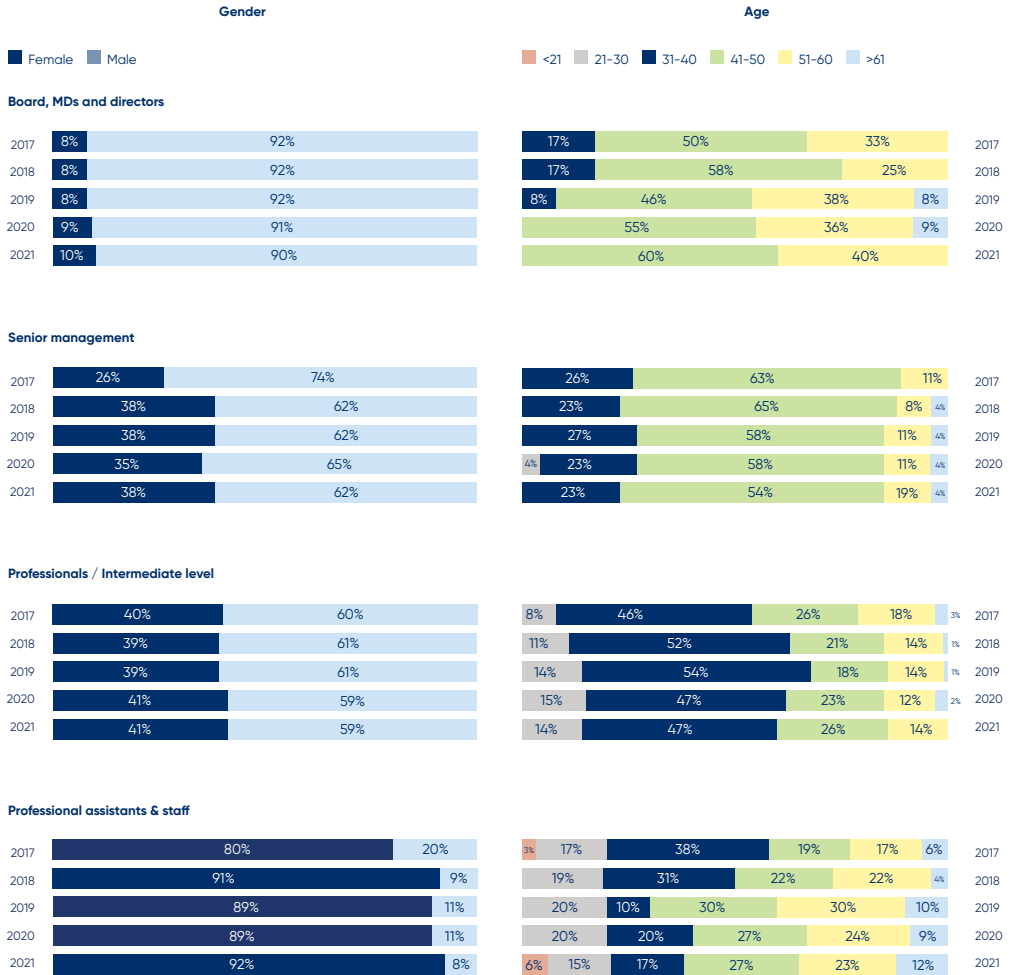 Gender Age
Female Male <21 21-30 31-40 41-50 51-60 >61
Board, MDs and directors
2017 8% 92% 17% 50% 33% 2017
2018 8% 92% 17% 58% 25% 2018
2019 8% 92% 8% 46% 38% 8% 2019
2020 9% 91% 55% 36% 9% 2020
2021 10% 90% 60% 40% 2021
Senior management
2017 26% 74% 26% 63% 11% 2017
2018 38% 62% 23% 65% 8% 4% 2018
2019 38% 62% 27% 58% 11% 4% 2019
2020 35% 65% 4% 23% 58% 11% 4% 2020
2021 38% 62% 23% 54% 19% 4% 2021
Professionals / Intermediate level
2017 40% 60% 8% 46% 26% 18% 3% 2017
2018 39% 61% 11% 52% 21% 14% 1% 2018
2019 39% 61% 14% 54% 18% 14% 1% 2019
2020 41% 59% 15% 47% 23% 12% 2% 2020
2021 41% 59% 14% 47% 26% 14% 2021
Professional assistants & staff
2017 80% 20% 3% 17% 38% 19% 17% 6% 2017
2018 91% 9% 19% 31% 22% 22% 4% 2018
2019 89% 11% 20% 10% 30% 30% 10% 2019
2020 89% 11% 20% 20% 27% 24% 9% 2020
2021 92% 8% 6% 15% 17% 27% 23% 12% 2021